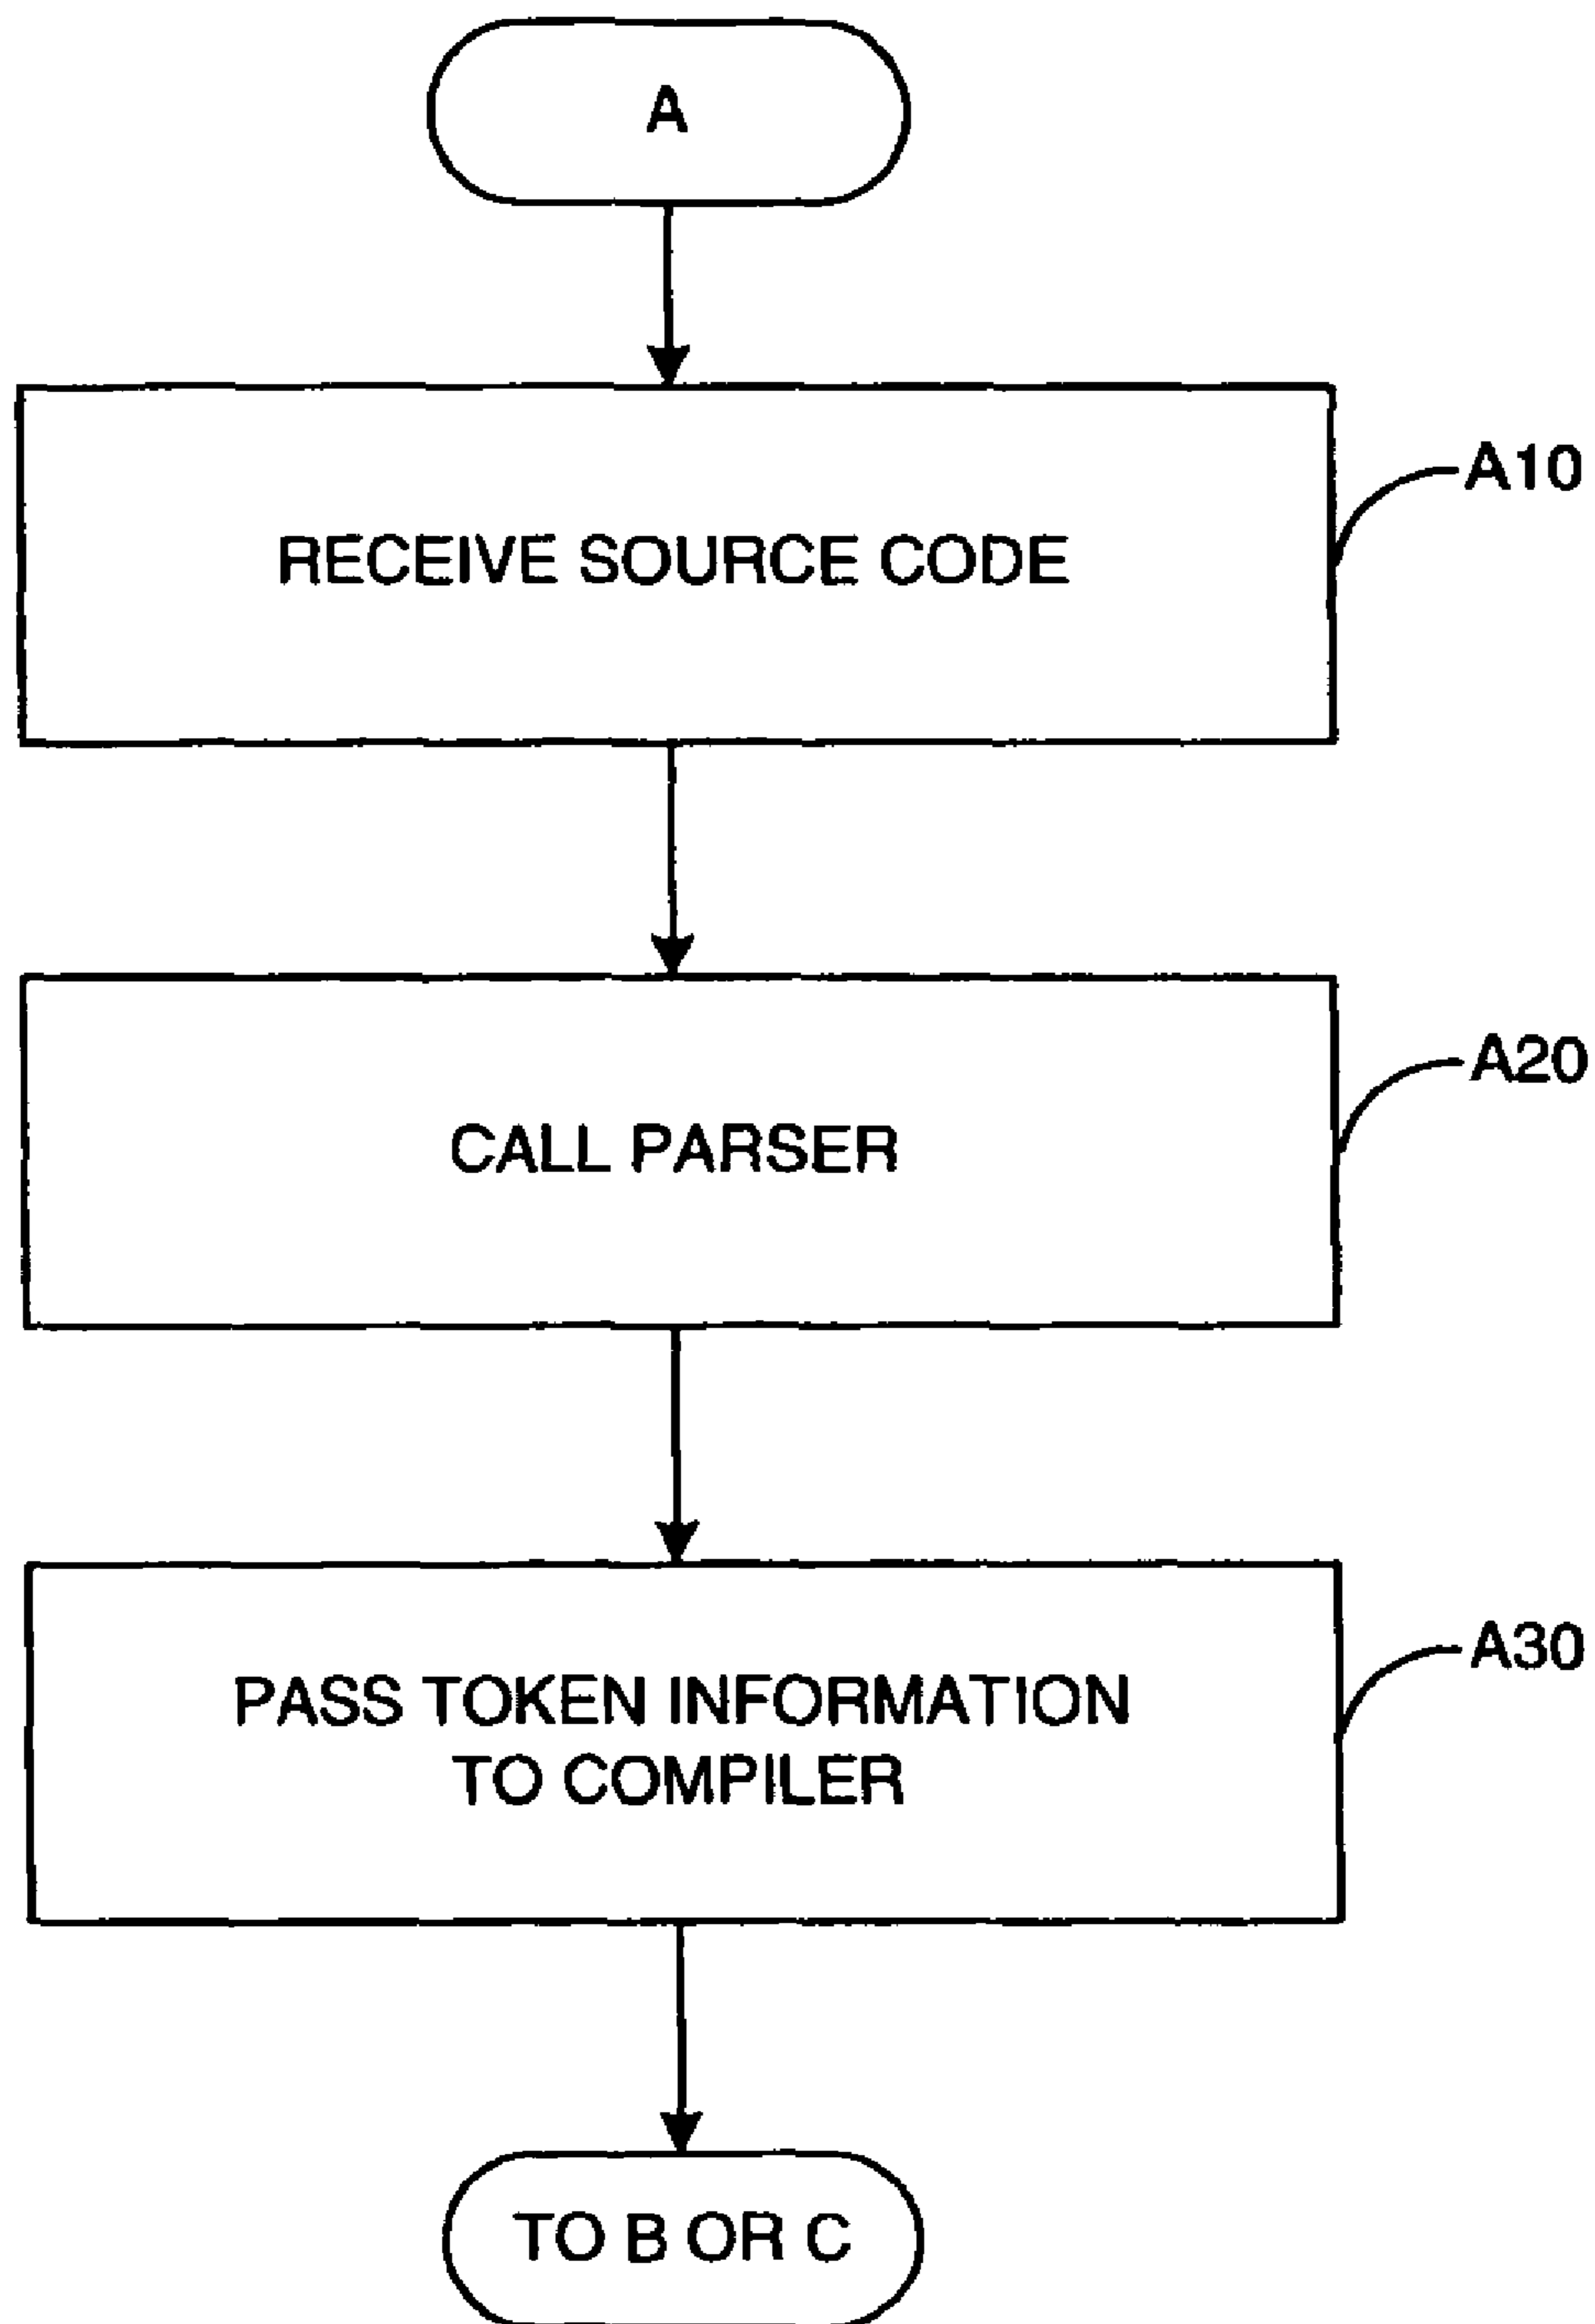 A
A10
RECEIVE SOURCE CODE
A20
CALL PARSER
A30
PASS TOKEN INFORMATION
TO COMPILER
TO B OR C